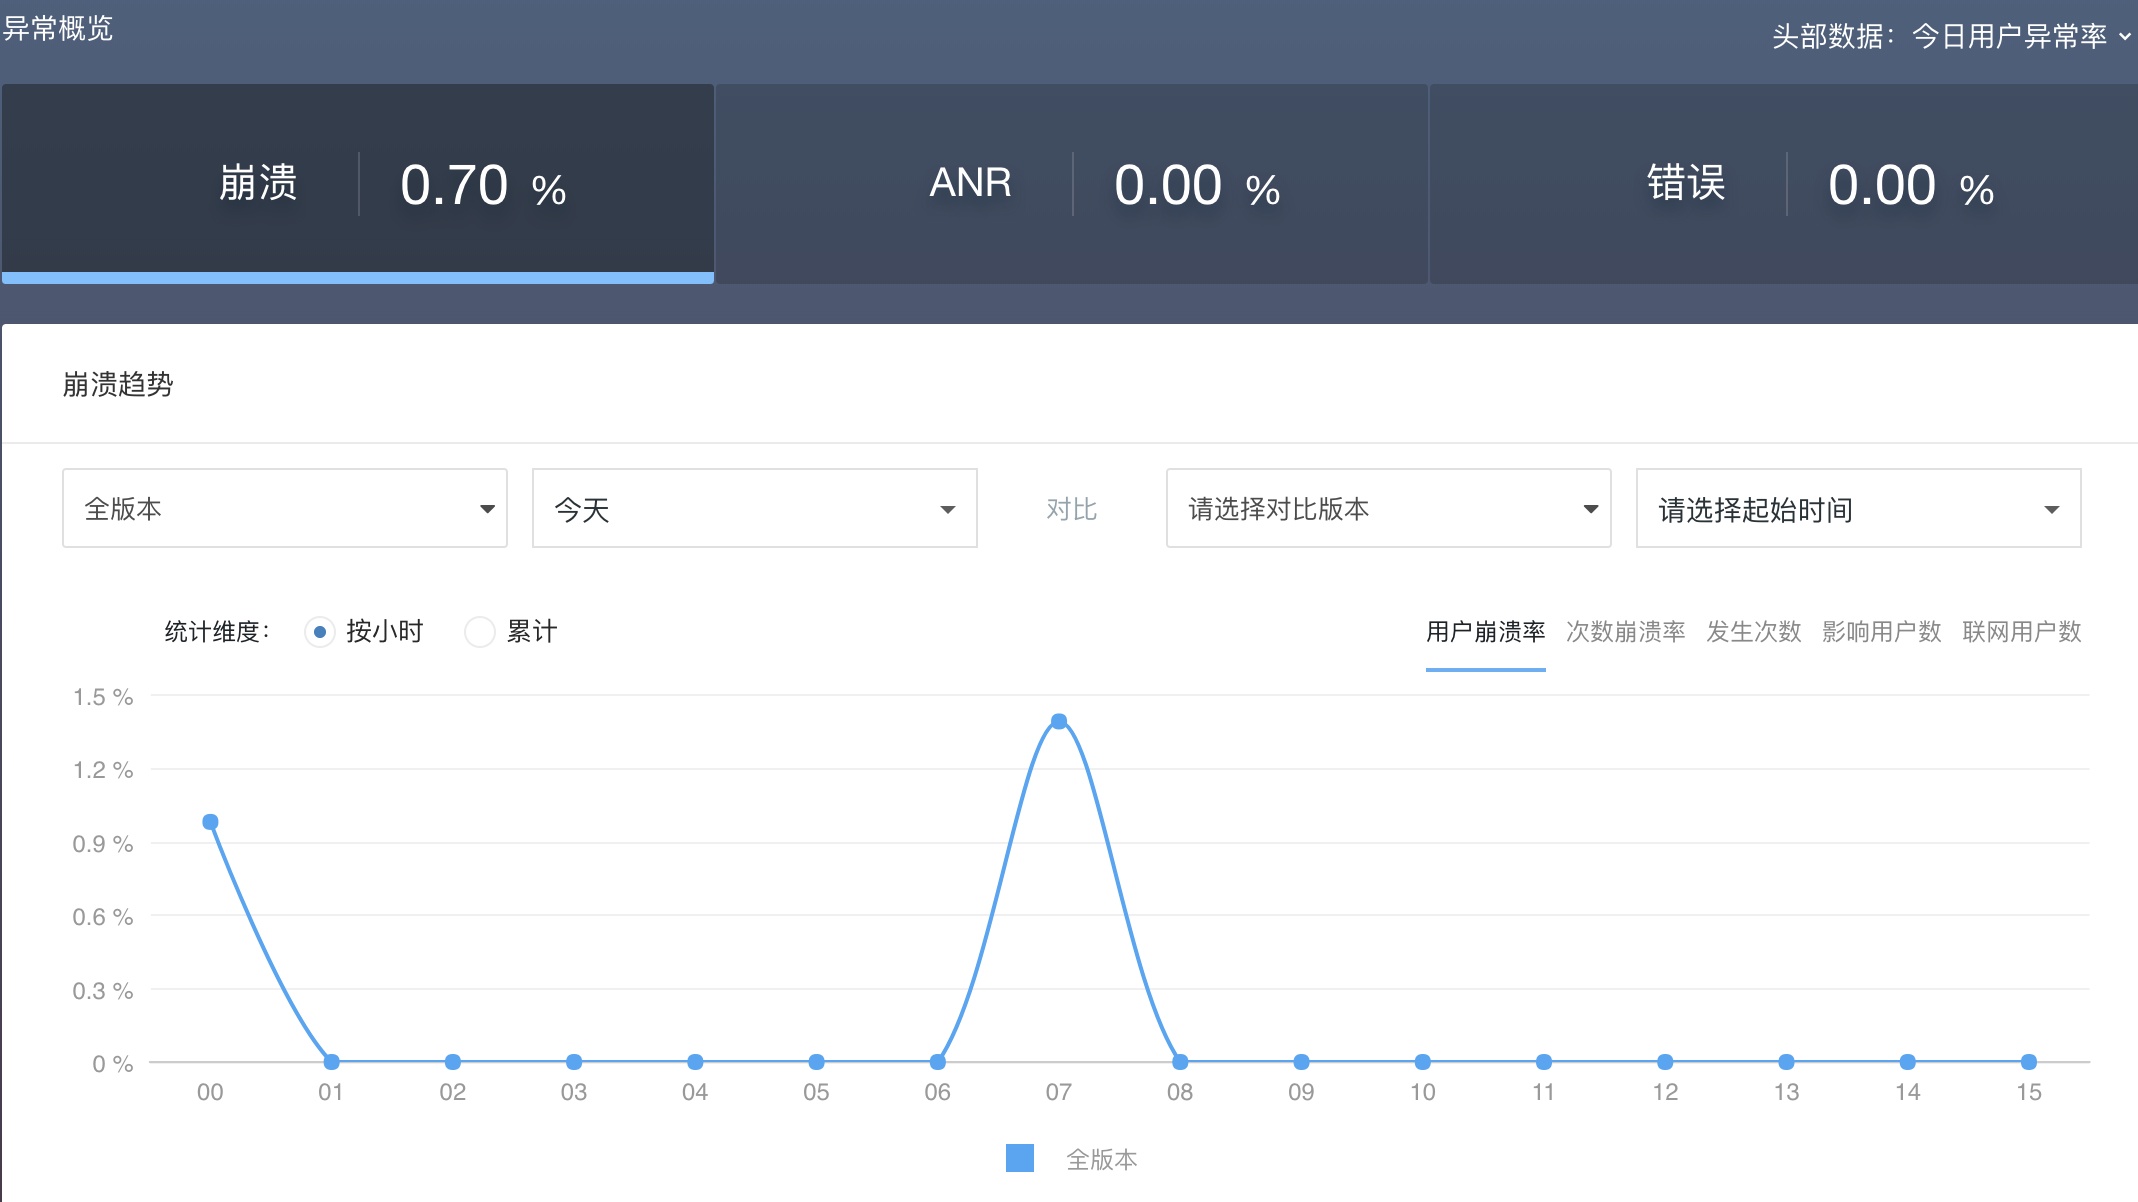 异常概览
头部数据：今日用户异常率
崩溃 0.70 %
ANR 0.00 %
错误 0.00 %
崩溃趋势
全版本 今天 对比 请选择对比版本 请选择起始时间
统计维度： 按小时 累计 用户崩溃率 次数崩溃率 发生次数 影响用户数 联网用户数
1.5 %
1.2 %
0.9 %
0.6 %
0.3 %
0 %
00 01 02 03 04 05 06 07 08 09 10 11 12 13 14 15
全版本